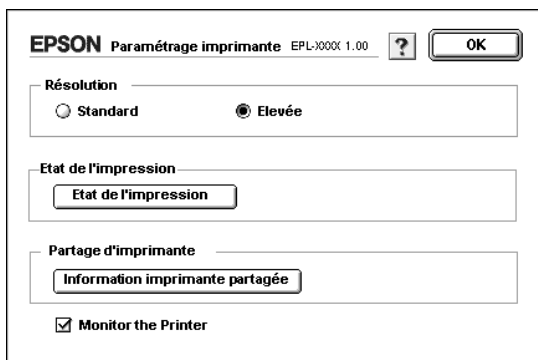 EPSON Paramétrage imprimante EPL-XXXX 1.00 ? OK
Résolution
Standard Elevée
Etat de l'impression
Etat de l'impression
Partage d'imprimante
Information imprimante partagée
Monitor the Printer